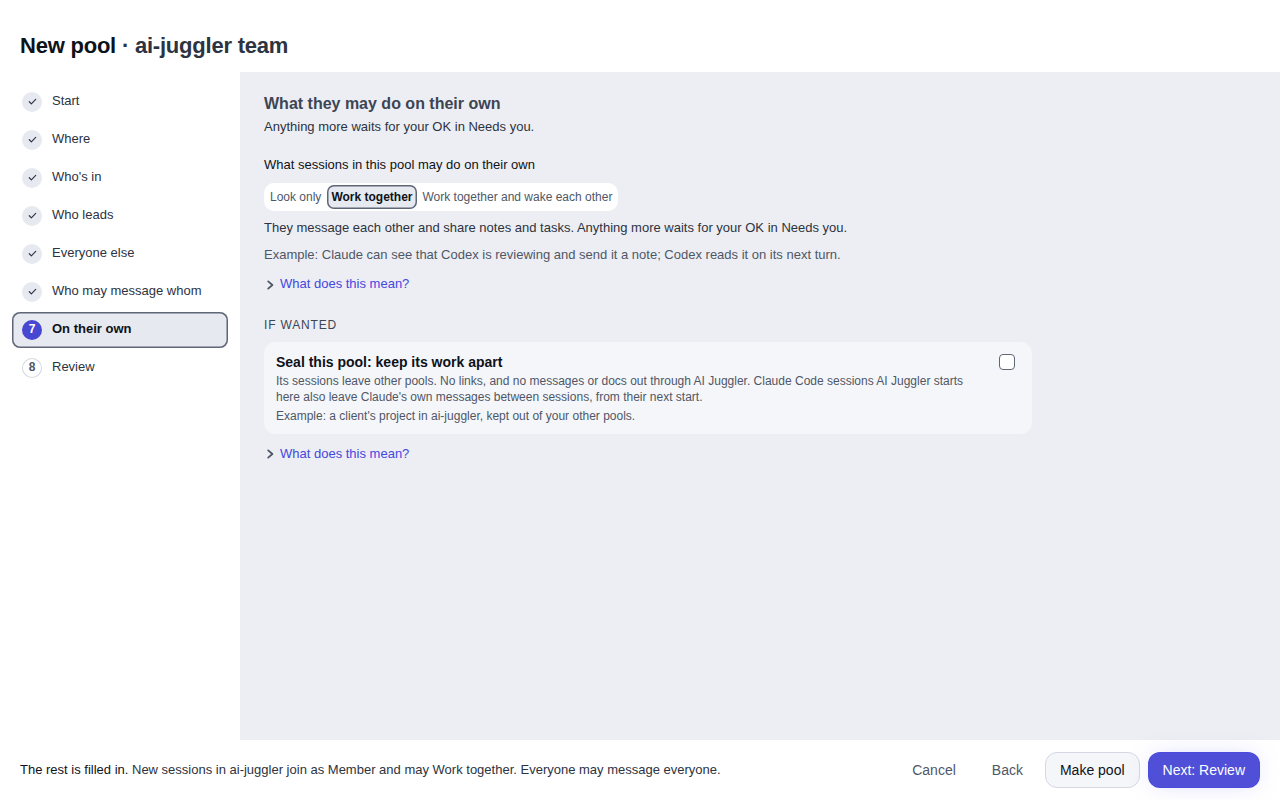 New pool · ai-juggler team
Start
Where
Who's in
Who leads
Everyone else
Who may message whom
7 On their own
8 Review
What they may do on their own
Anything more waits for your OK in Needs you.
What sessions in this pool may do on their own
Look only Work together Work together and wake each other
They message each other and share notes and tasks. Anything more waits for your OK in Needs you.
Example: Claude can see that Codex is reviewing and send it a note; Codex reads it on its next turn.
What does this mean?
IF WANTED
Seal this pool: keep its work apart
Its sessions leave other pools. No links, and no messages or docs out through AI Juggler. Claude Code sessions AI Juggler starts
here also leave Claude's own messages between sessions, from their next start.
Example: a client's project in ai-juggler, kept out of your other pools.
What does this mean?
The rest is filled in. New sessions in ai-juggler join as Member and may Work together. Everyone may message everyone.
Cancel Back Make pool Next: Review